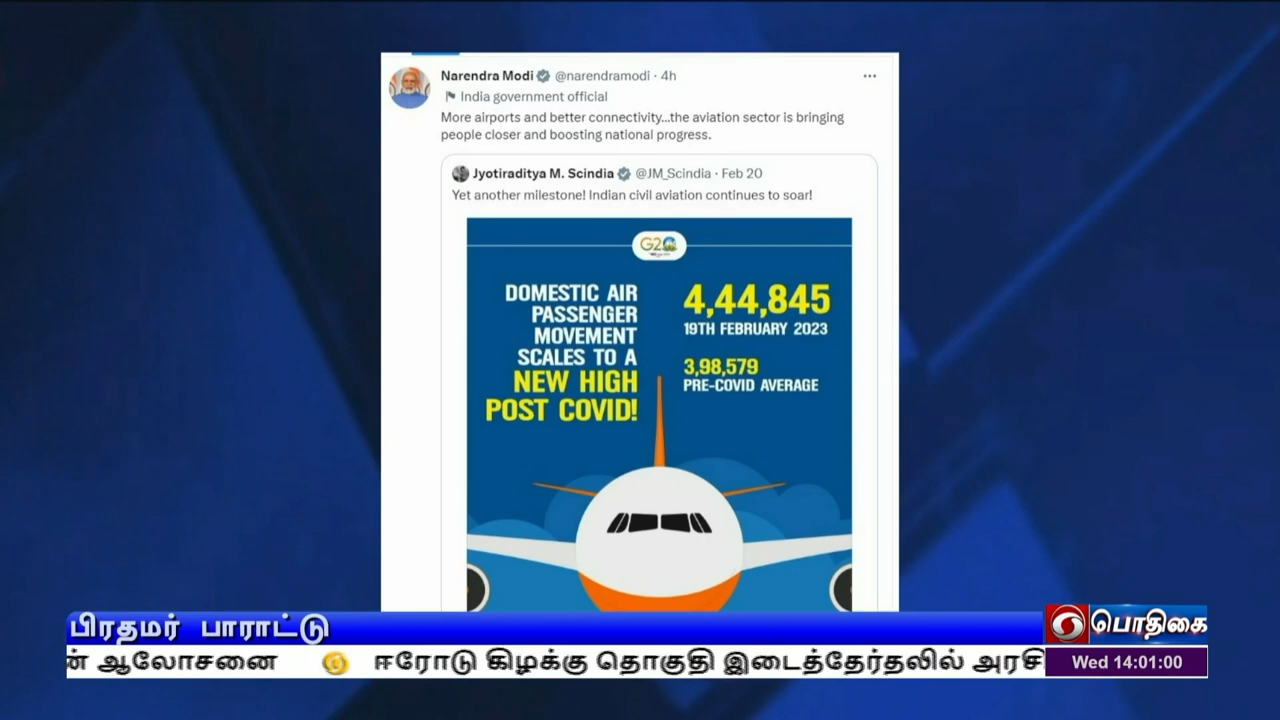 Narendra Modi @narendramodi · 4h
India government official
More airports and better connectivity...the aviation sector is bringing
people closer and boosting national progress.
Jyotiraditya M. Scindia @JM_Scindia · Feb 20
Yet another milestone! Indian civil aviation continues to soar!
G20
DOMESTIC AIR
PASSENGER
MOVEMENT
SCALES TO A
NEW HIGH
POST COVID!
4,44,845
19TH FEBRUARY 2023
3,98,579
PRE-COVID AVERAGE
பிரதமர் பாராட்டு
பொதிகை
ன் ஆலோசனை ஈரோடு கிழக்கு தொகுதி இடைத்தேர்தலில் அரசி
Wed 14:01:00